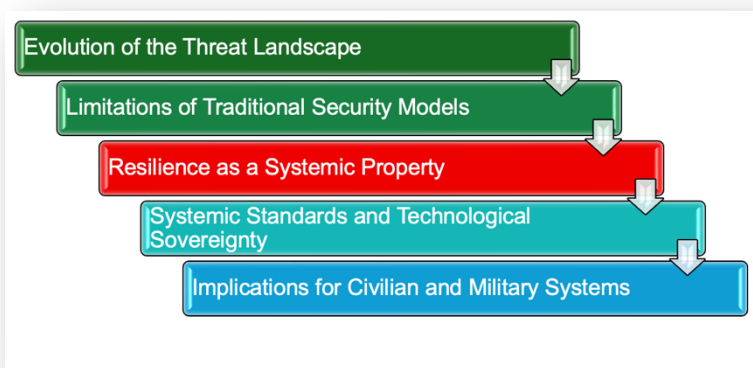 Evolution of the Threat Landscape
Limitations of Traditional Security Models
Resilience as a Systemic Property
Systemic Standards and Technological
Sovereignty
Implications for Civilian and Military Systems